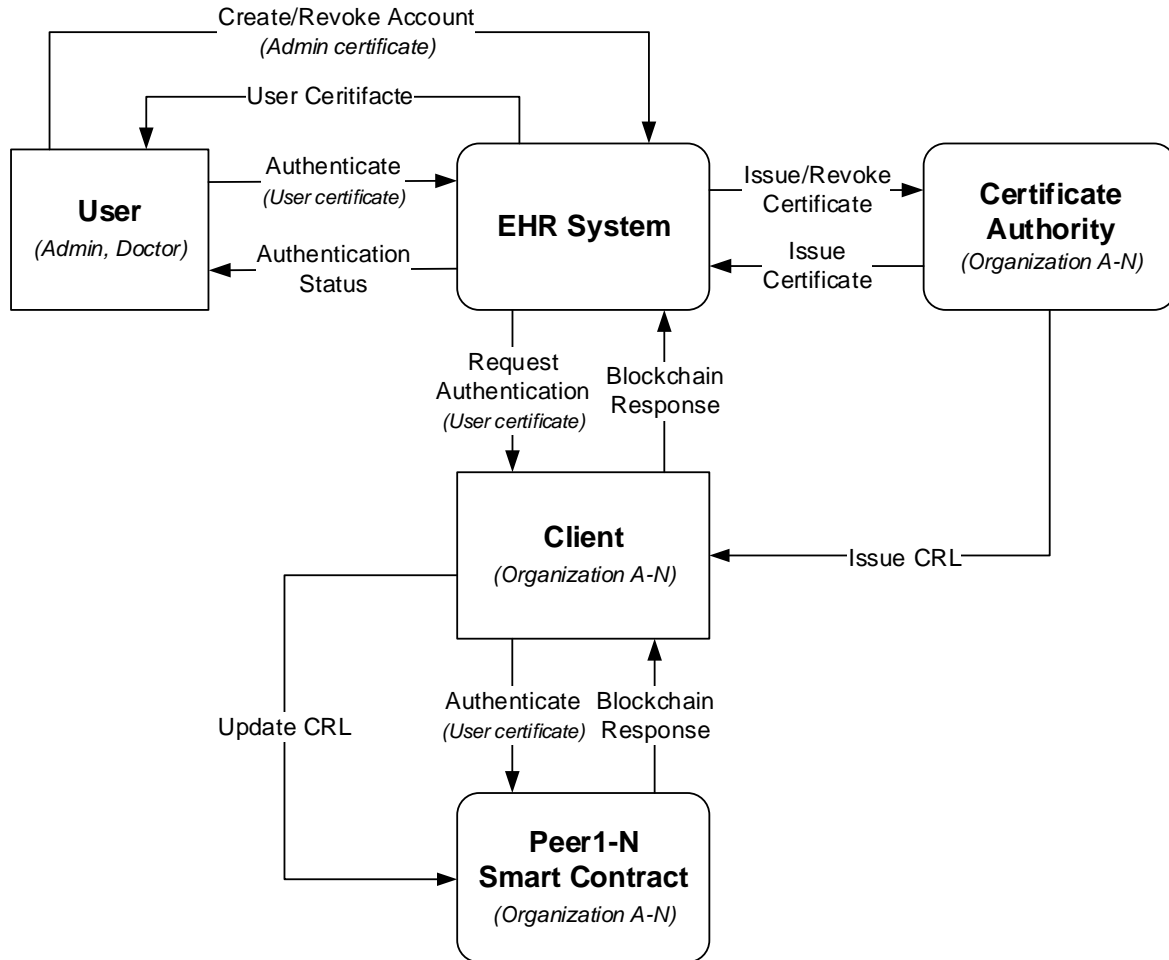 Create/Revoke Account
(Admin certificate)
User Ceritifacte
Authenticate
(User certificate)
Issue/Revoke
Certificate
Certificate
Authority
(Organization A-N)
User
(Admin, Doctor)
EHR System
Authentication
Status
Issue
Certificate
Request
Authentication
(User certificate)
Blockchain
Response
Client
(Organization A-N)
Issue CRL
Update CRL
Authenticate
(User certificate)
Blockchain
Response
Peer1-N
Smart Contract
(Organization A-N)